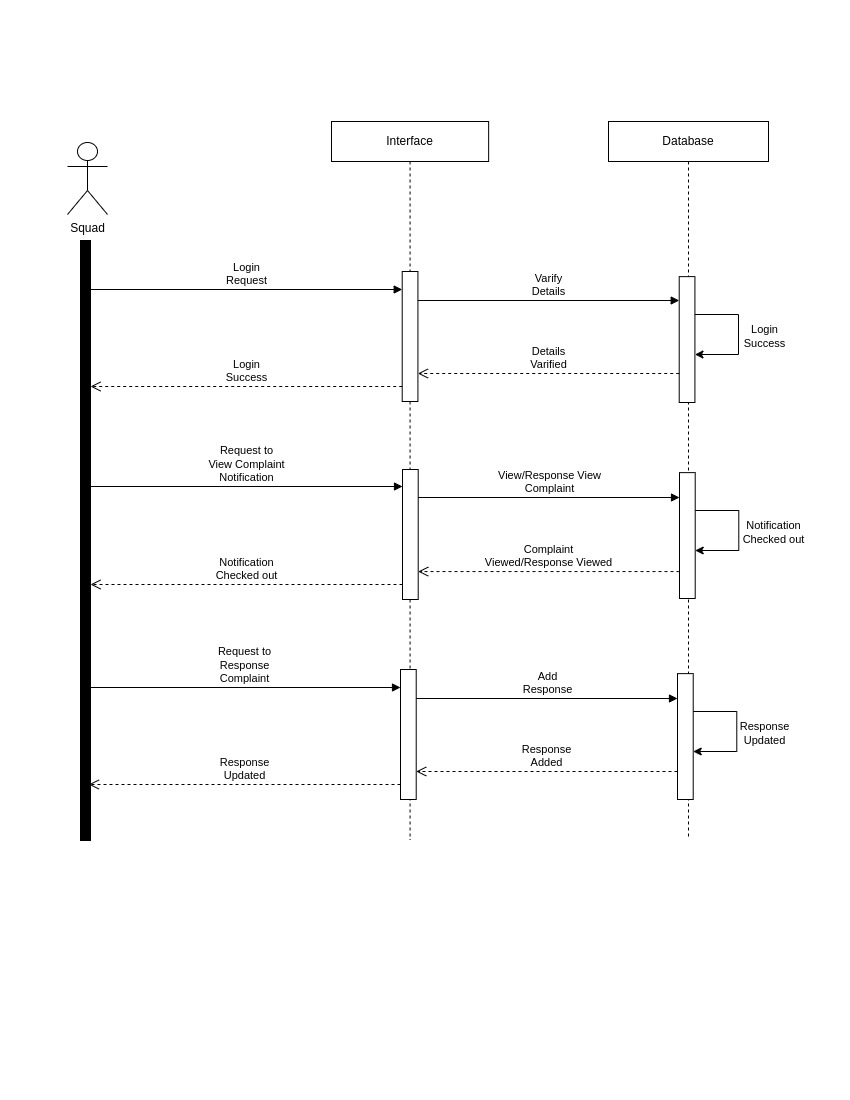 Interface
Database
Squad
Login
Request
Varify
Details
Login
Success
Details
Varified
Login
Success
Request to
View Complaint
Notification
View/Response View
Complaint
Notification
Checked out
Complaint
Viewed/Response Viewed
Notification
Checked out
Request to
Response
Complaint
Add
Response
Response
Updated
Response
Added
Response
Updated